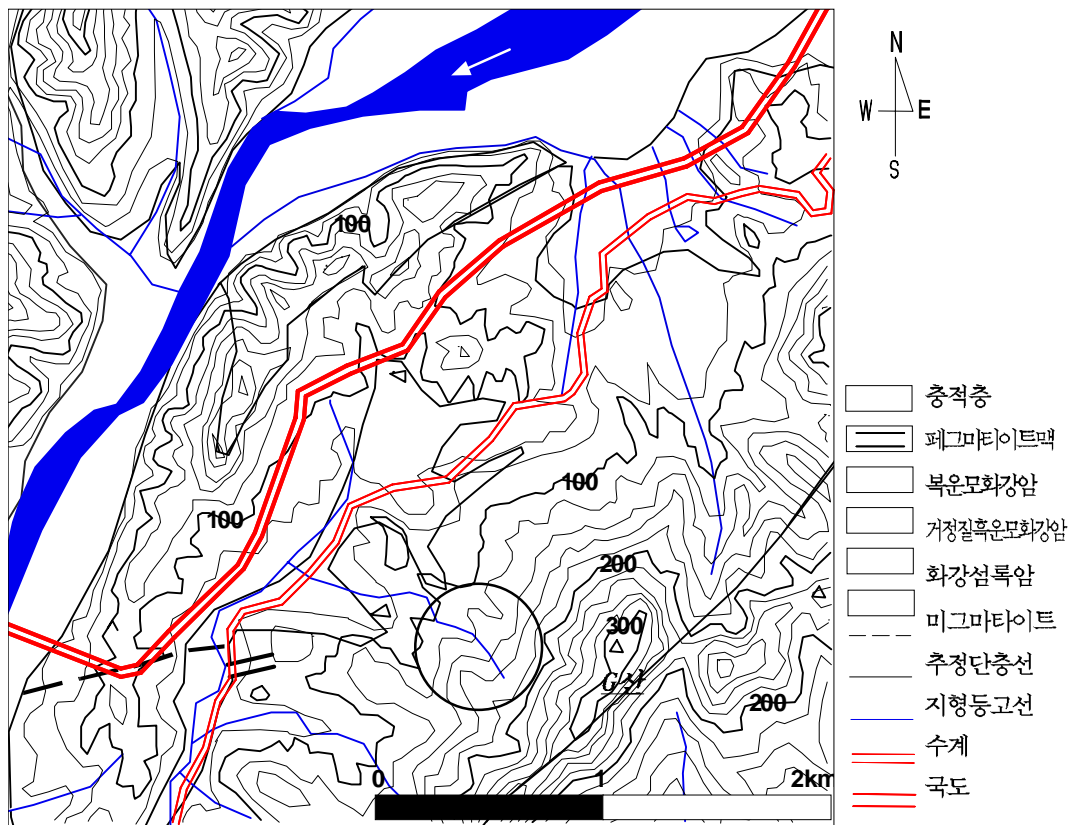 N
W E
S
100
100
100
200
300
G산
200
0 1 2km
충적층
페그마타이트맥
복운모화강암
거정질흑운모화강암
화강섬록암
미그마타이트
추정단층선
지형등고선
수계
국도